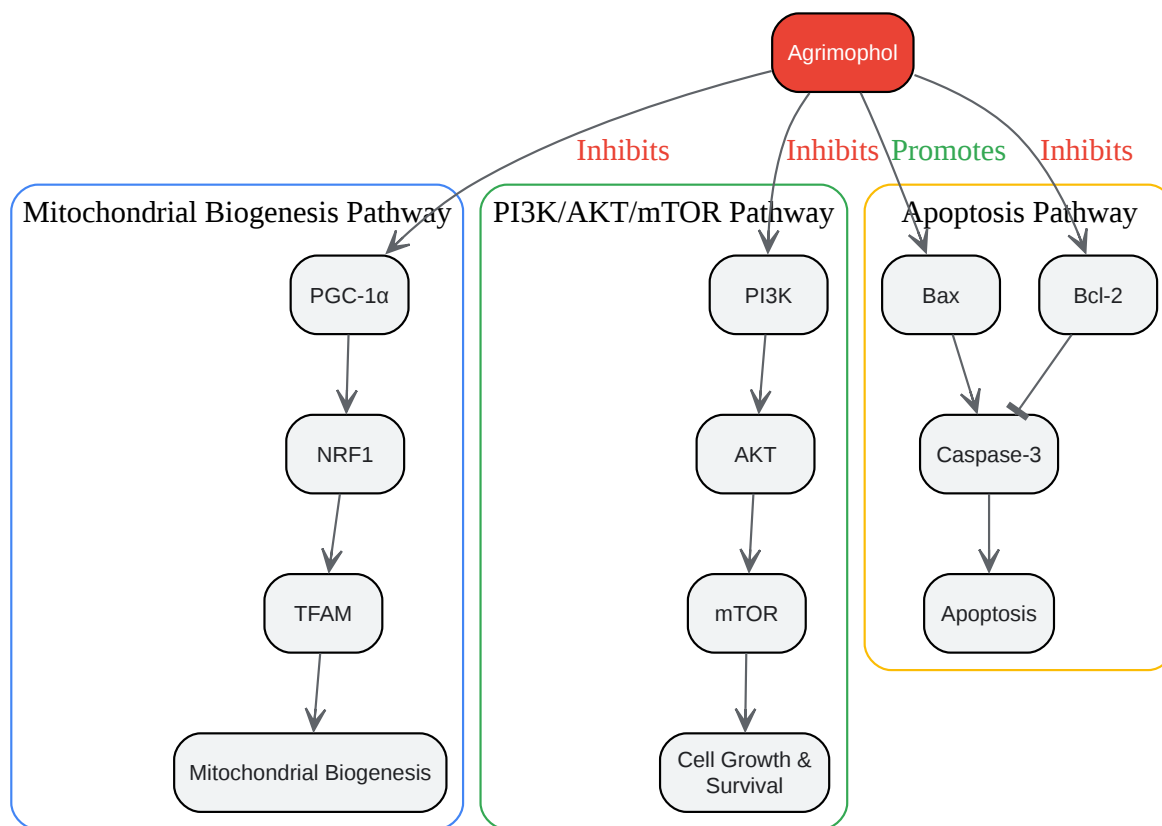 Agrimophol
Inhibits
Inhibits
Promotes
Inhibits
Mitochondrial Biogenesis Pathway
PI3K/AKT/mTOR Pathway
Apoptosis Pathway
PGC-1α
PI3K
Bax
Bcl-2
NRF1
AKT
Caspase-3
TFAM
mTOR
Apoptosis
Mitochondrial Biogenesis
Cell Growth &
Survival